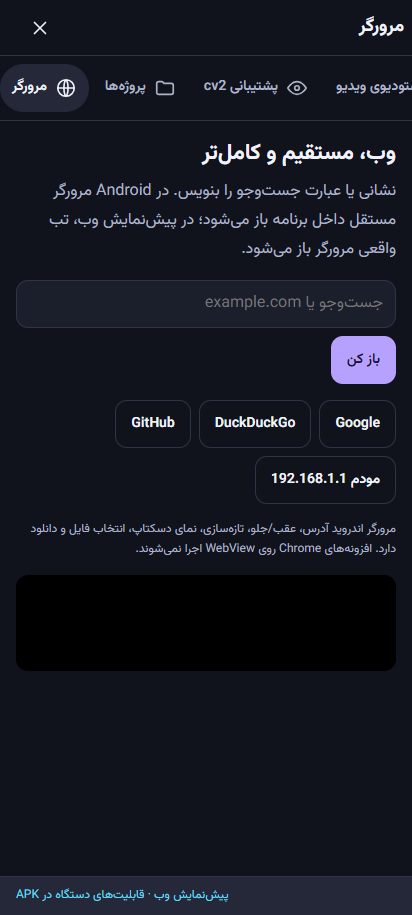 مرورگر
ستودیوی ویدیو
پشتیبانی cv2
پروژه‌ها
مرورگر
وب، مستقیم و کامل‌تر
نشانی یا عبارت جست‌وجو را بنویس. در Android مرورگر
مستقل داخل برنامه باز می‌شود؛ در پیش‌نمایش وب، تب
واقعی مرورگر باز می‌شود.
جست‌وجو یا example.com
باز کن
Google
DuckDuckGo
GitHub
مودم 192.168.1.1
مرورگر اندروید آدرس، عقب/جلو، تازه‌سازی، نمای دسکتاپ، انتخاب فایل و دانلود
دارد. افزونه‌های Chrome روی WebView اجرا نمی‌شوند.
پیش‌نمایش وب · قابلیت‌های دستگاه در APK